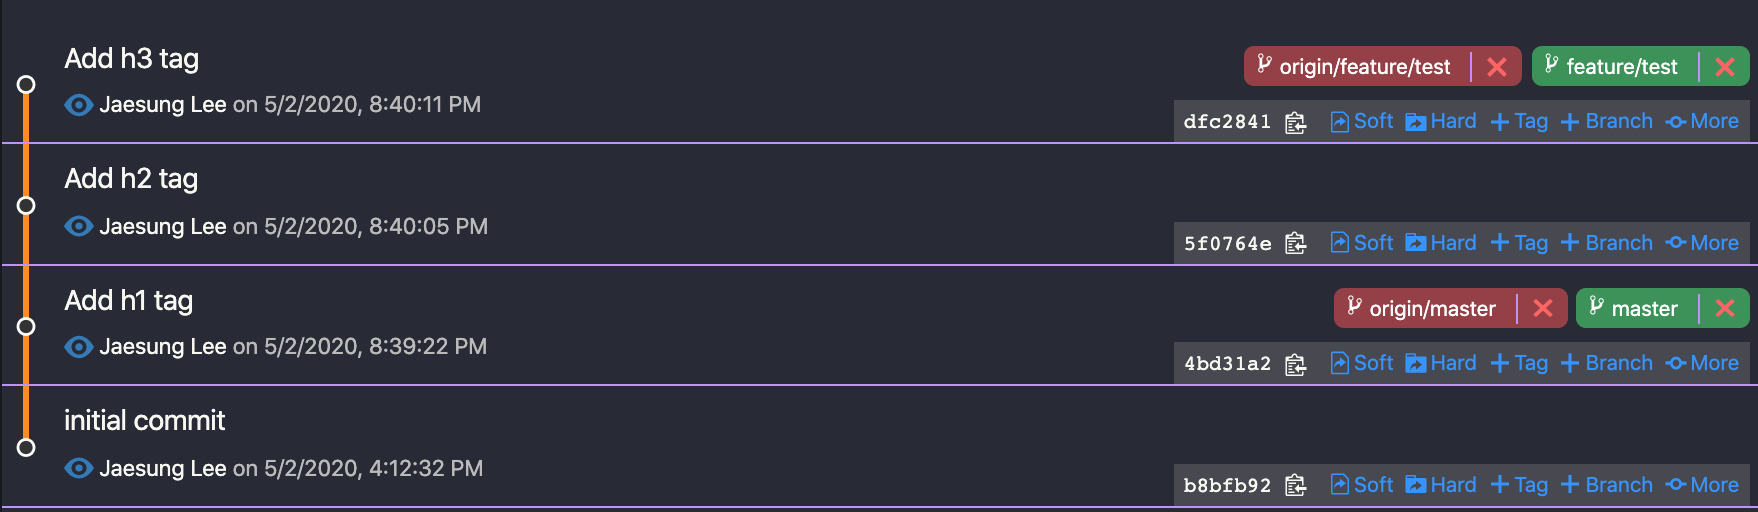 Add h3 tag
origin/feature/test feature/test
Jaesung Lee on 5/2/2020, 8:40:11 PM
dfc2841 Soft Hard Tag Branch More
Add h2 tag
Jaesung Lee on 5/2/2020, 8:40:05 PM
5f0764e Soft Hard Tag Branch More
Add h1 tag
origin/master master
Jaesung Lee on 5/2/2020, 8:39:22 PM
4bd31a2 Soft Hard Tag Branch More
initial commit
Jaesung Lee on 5/2/2020, 4:12:32 PM
b8bfb92 Soft Hard Tag Branch More